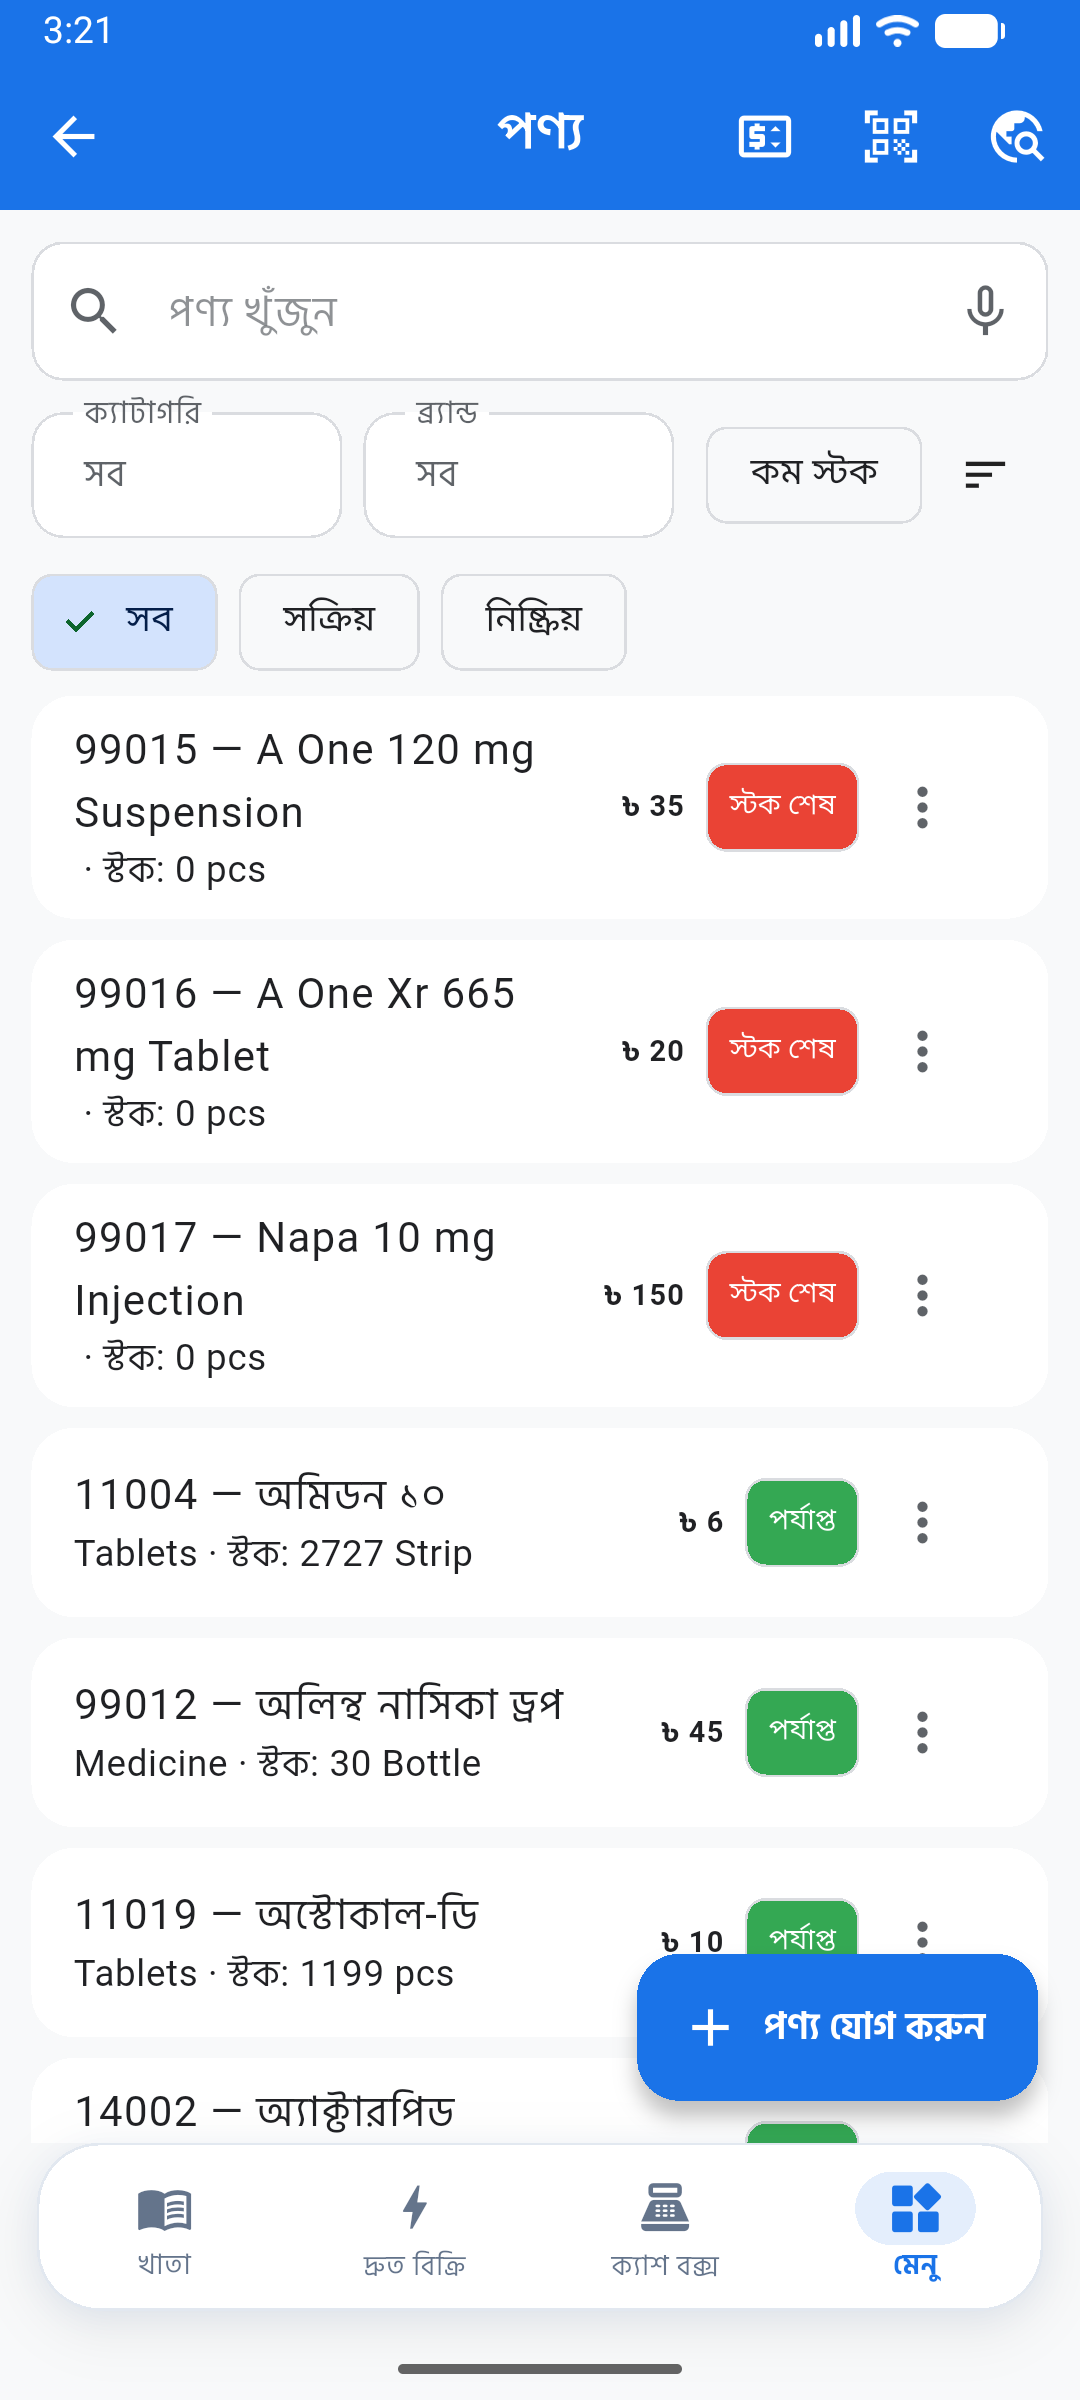 3:21
পণ্য
পণ্য খুঁজুন
ক্যাটাগরি
সব
ব্র্যান্ড
সব
কম স্টক
সব
সক্রিয়
নিষ্ক্রিয়
99015 — A One 120 mg
Suspension
· স্টক: 0 pcs
৳ 35
স্টক শেষ
99016 — A One Xr 665
mg Tablet
· স্টক: 0 pcs
৳ 20
স্টক শেষ
99017 — Napa 10 mg
Injection
· স্টক: 0 pcs
৳ 150
স্টক শেষ
11004 — অমিডন ১০
Tablets · স্টক: 2727 Strip
৳ 6
পর্যাপ্ত
99012 — অলিন্থ নাসিকা ড্রপ
Medicine · স্টক: 30 Bottle
৳ 45
পর্যাপ্ত
11019 — অস্টোকাল-ডি
Tablets · স্টক: 1199 pcs
৳ 10
পর্যাপ্ত
14002 — অ্যাক্টারপিড
পণ্য যোগ করুন
খাতা
দ্রুত বিক্রি
ক্যাশ বক্স
মেনু